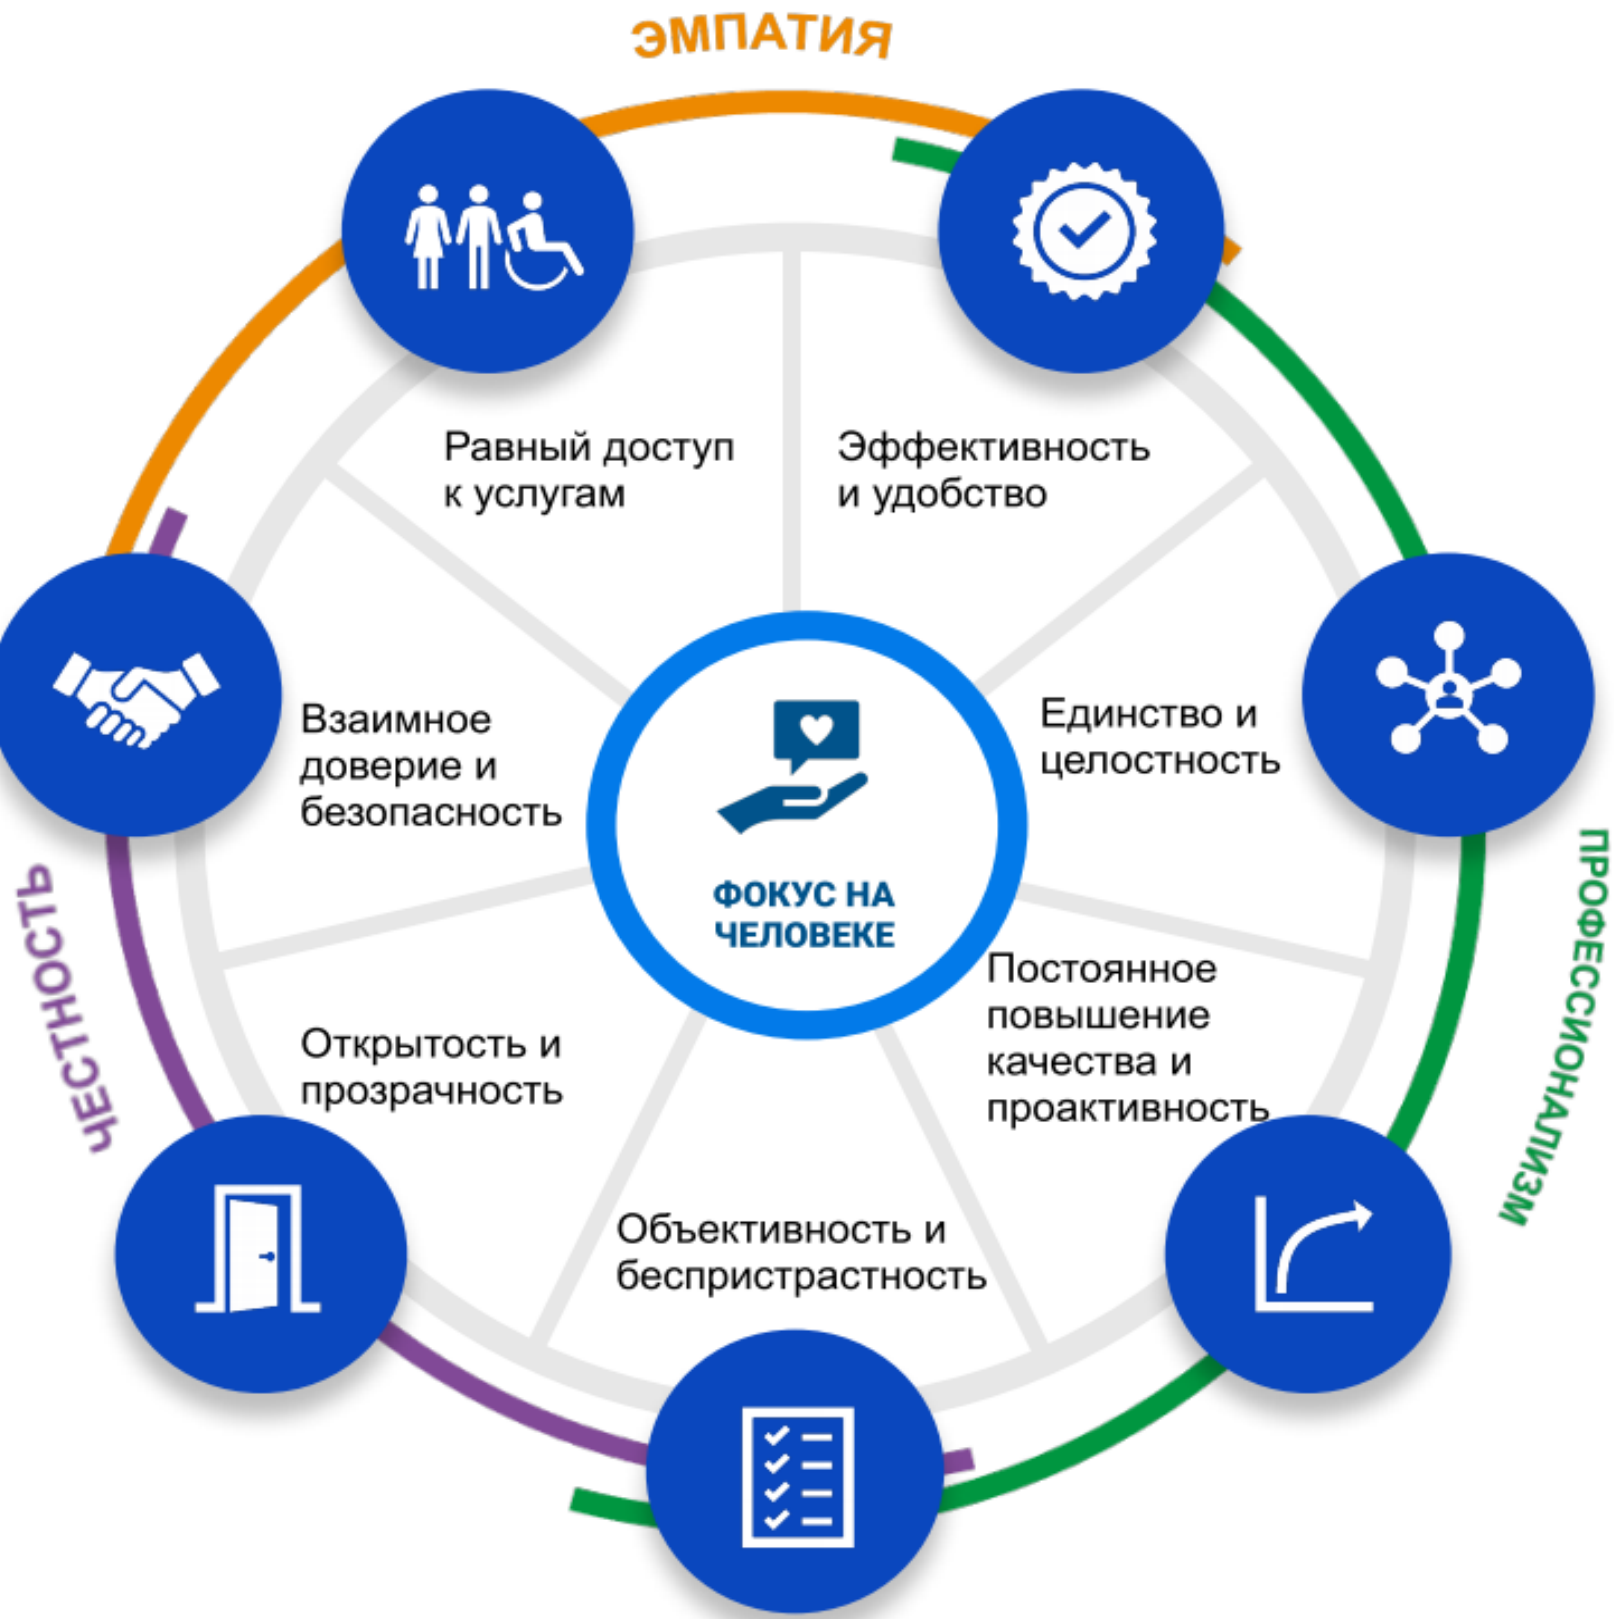 ЭМПАТИЯ
Равный доступ
к услугам
Эффективность
и удобство
Взаимное
доверие и
безопасность
Единство и
целостность
ФОКУС НА
ЧЕЛОВЕКЕ
ЧЕСТНОСТЬ
ПРОФЕССИОНАЛИЗМ
Открытость и
прозрачность
Постоянное
повышение
качества и
проактивность
Объективность и
беспристрастность